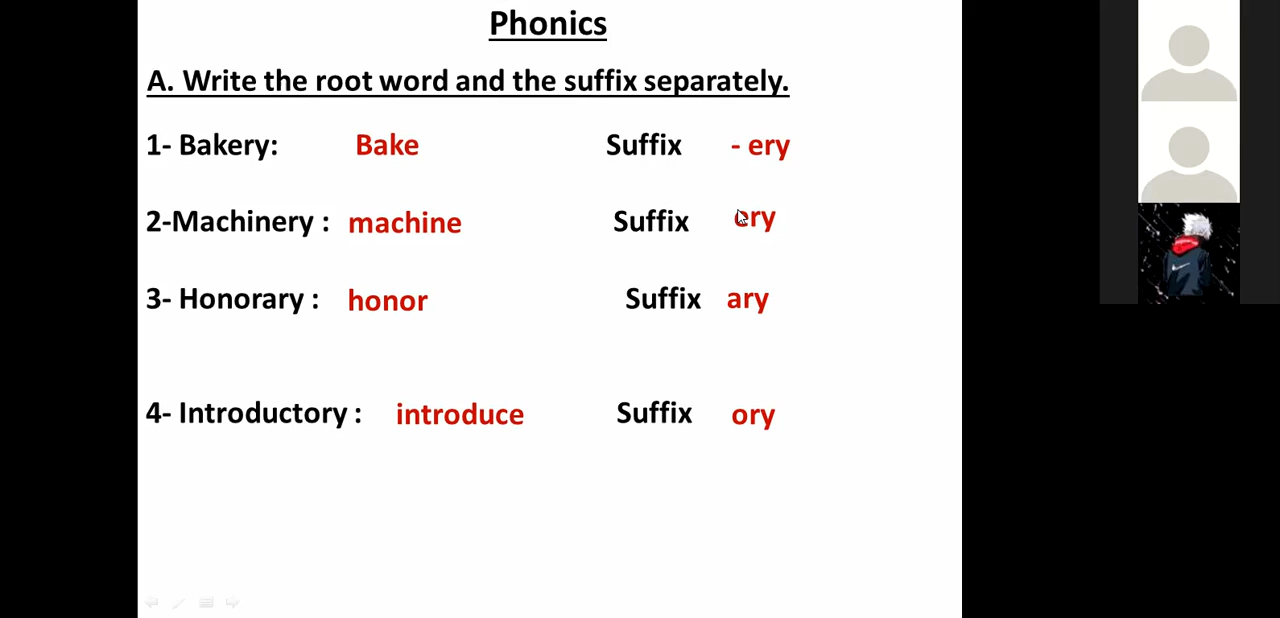 Phonics
A. Write the root word and the suffix separately.
1- Bakery: Bake Suffix - ery
2-Machinery : machine Suffix ery
3- Honorary : honor Suffix ary
4- Introductory : introduce Suffix ory